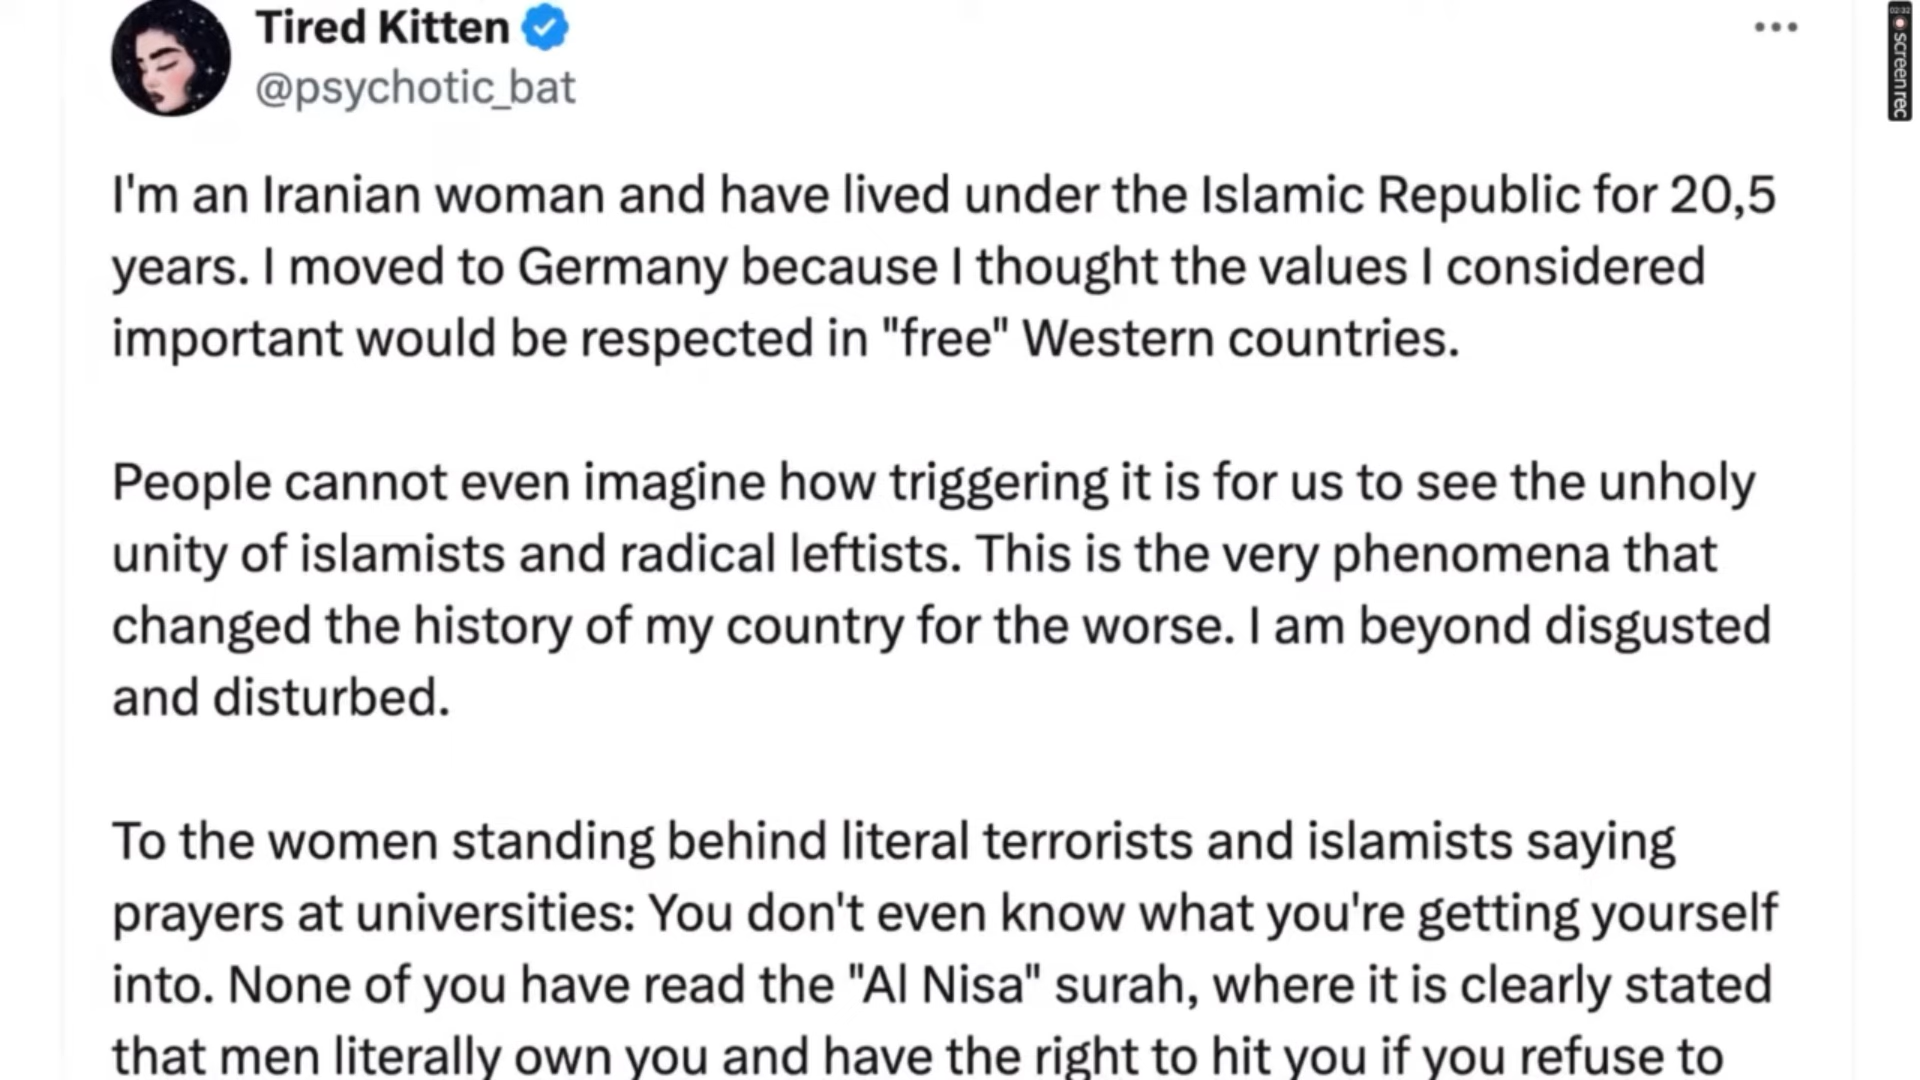 Tired Kitten
@psychotic_bat
I'm an Iranian woman and have lived under the Islamic Republic for 20,5
years. I moved to Germany because I thought the values I considered
important would be respected in "free" Western countries.
People cannot even imagine how triggering it is for us to see the unholy
unity of islamists and radical leftists. This is the very phenomena that
changed the history of my country for the worse. I am beyond disgusted
and disturbed.
To the women standing behind literal terrorists and islamists saying
prayers at universities: You don't even know what you're getting yourself
into. None of you have read the "Al Nisa" surah, where it is clearly stated
that men literally own you and have the right to hit you if you refuse to
screen rec